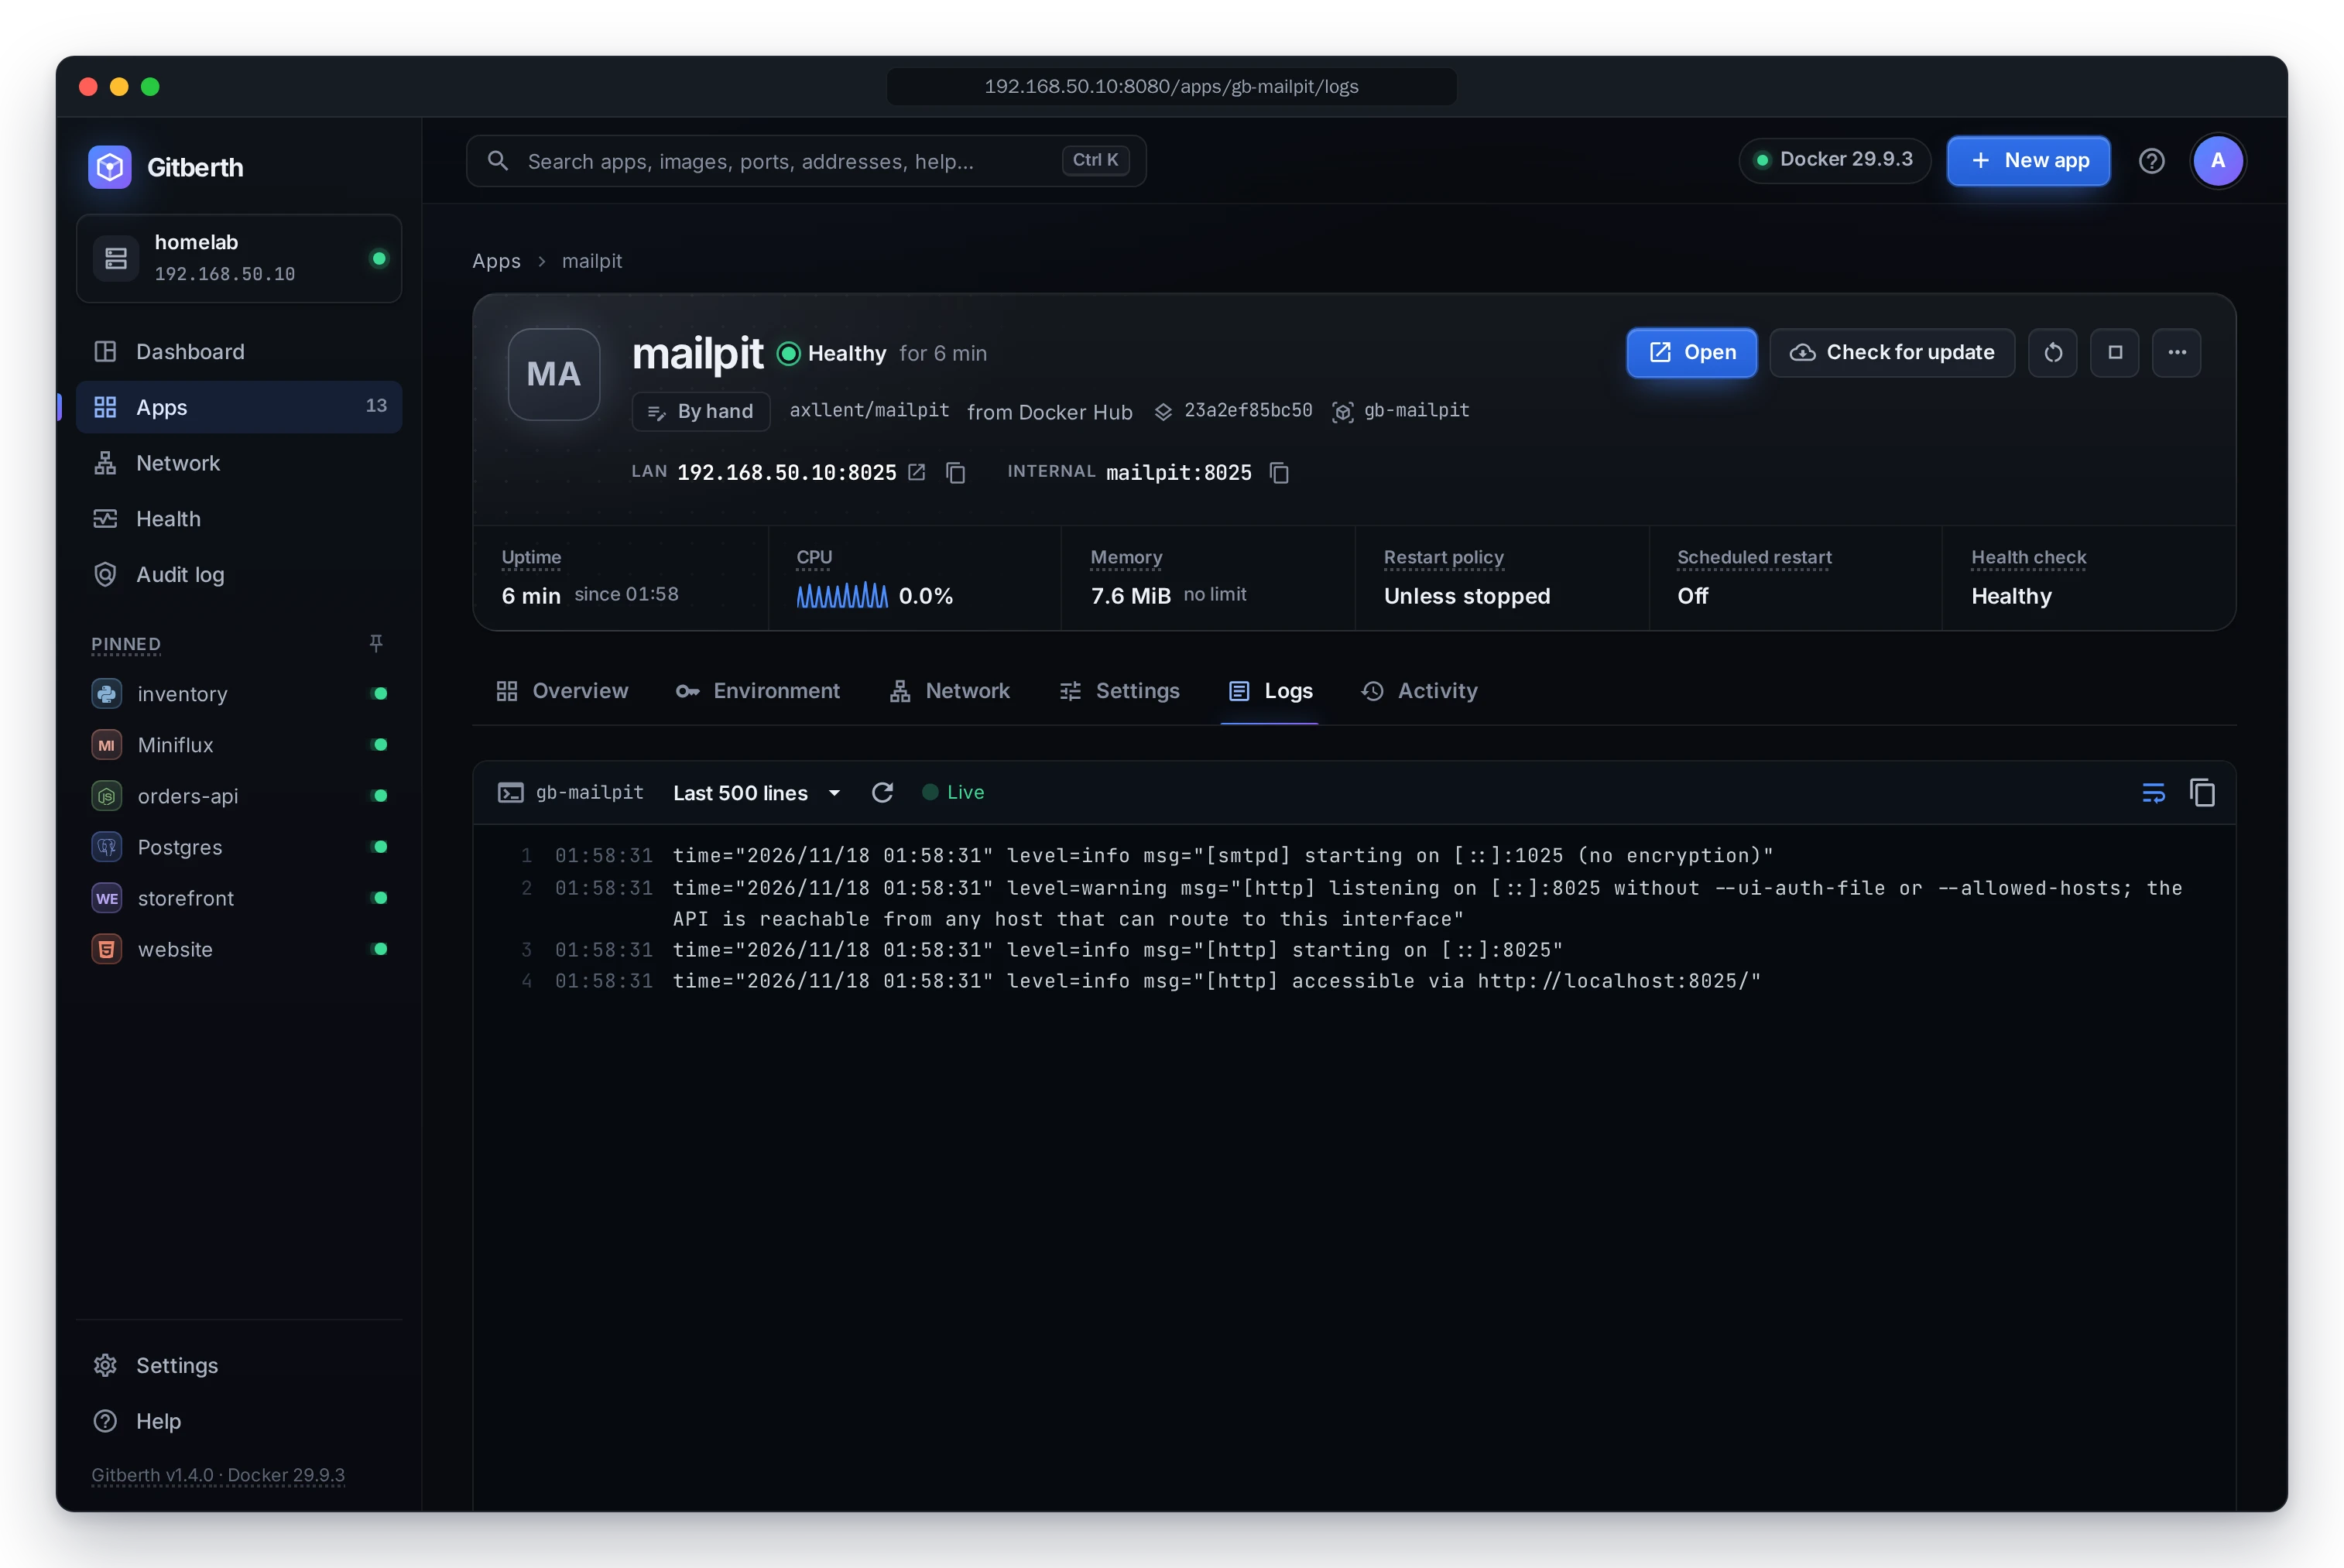 192.168.50.10:8080/apps/gb-mailpit/logs
Gitberth
Search apps, images, ports, addresses, help...
Ctrl K
Docker 29.9.3
New app
A
homelab
192.168.50.10
Dashboard
Apps 13
Network
Health
Audit log
PINNED
inventory
MI Miniflux
orders-api
Postgres
WE storefront
website
Settings
Help
Gitberth v1.4.0 · Docker 29.9.3
Apps > mailpit
MA
mailpit Healthy for 6 min
Open
Check for update
By hand axllent/mailpit from Docker Hub 23a2ef85bc50 gb-mailpit
LAN 192.168.50.10:8025 INTERNAL mailpit:8025
Uptime
6 min since 01:58
CPU
0.0%
Memory
7.6 MiB no limit
Restart policy
Unless stopped
Scheduled restart
Off
Health check
Healthy
Overview Environment Network Settings Logs Activity
gb-mailpit Last 500 lines Live
1 01:58:31 time="2026/11/18 01:58:31" level=info msg="[smtpd] starting on [::]:1025 (no encryption)"
2 01:58:31 time="2026/11/18 01:58:31" level=warning msg="[http] listening on [::]:8025 without --ui-auth-file or --allowed-hosts; the
API is reachable from any host that can route to this interface"
3 01:58:31 time="2026/11/18 01:58:31" level=info msg="[http] starting on [::]:8025"
4 01:58:31 time="2026/11/18 01:58:31" level=info msg="[http] accessible via http://localhost:8025/"